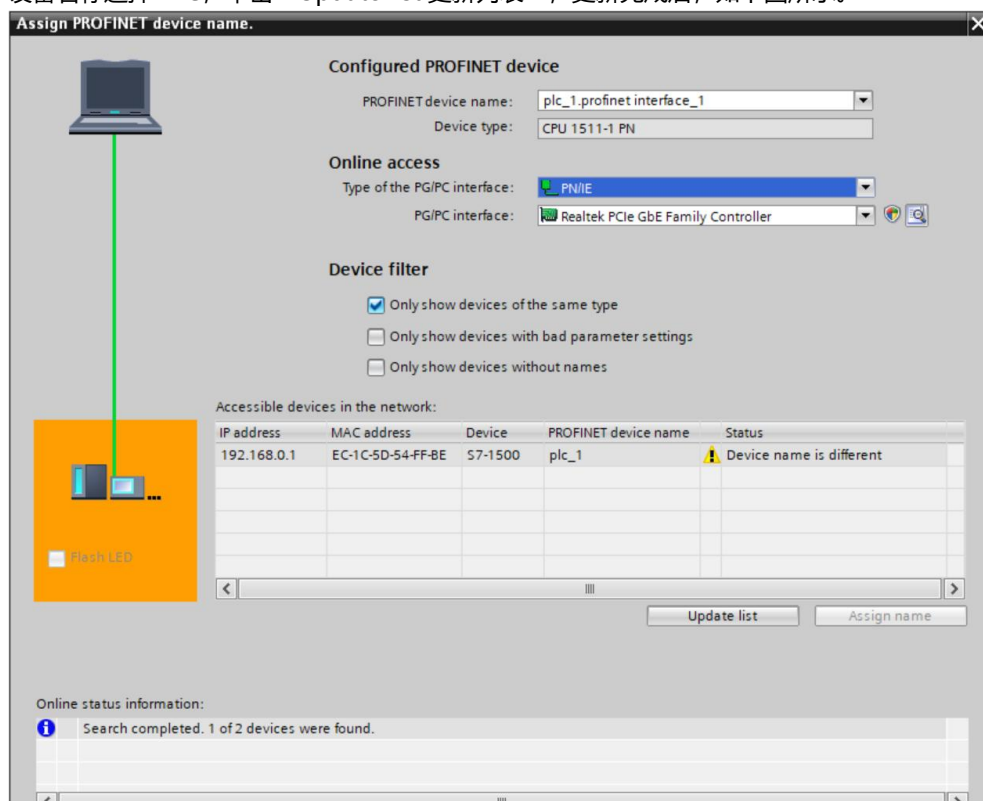 Assign PROFINET device name.
Configured PROFINET device
PROFINET device name: plc_1.profinet interface_1
Device type: CPU 1511-1 PN
Online access
Type of the PG/PC interface: PN/IE
PG/PC interface: Realtek PCIe GbE Family Controller
Device filter
Only show devices of the same type
Only show devices with bad parameter settings
Only show devices without names
Accessible devices in the network:
IP address MAC address Device PROFINET device name Status
192.168.0.1 EC-1C-5D-54-FF-BE S7-1500 plc_1 Device name is different
Flash LED
Update list Assign name
Online status information:
Search completed. 1 of 2 devices were found.